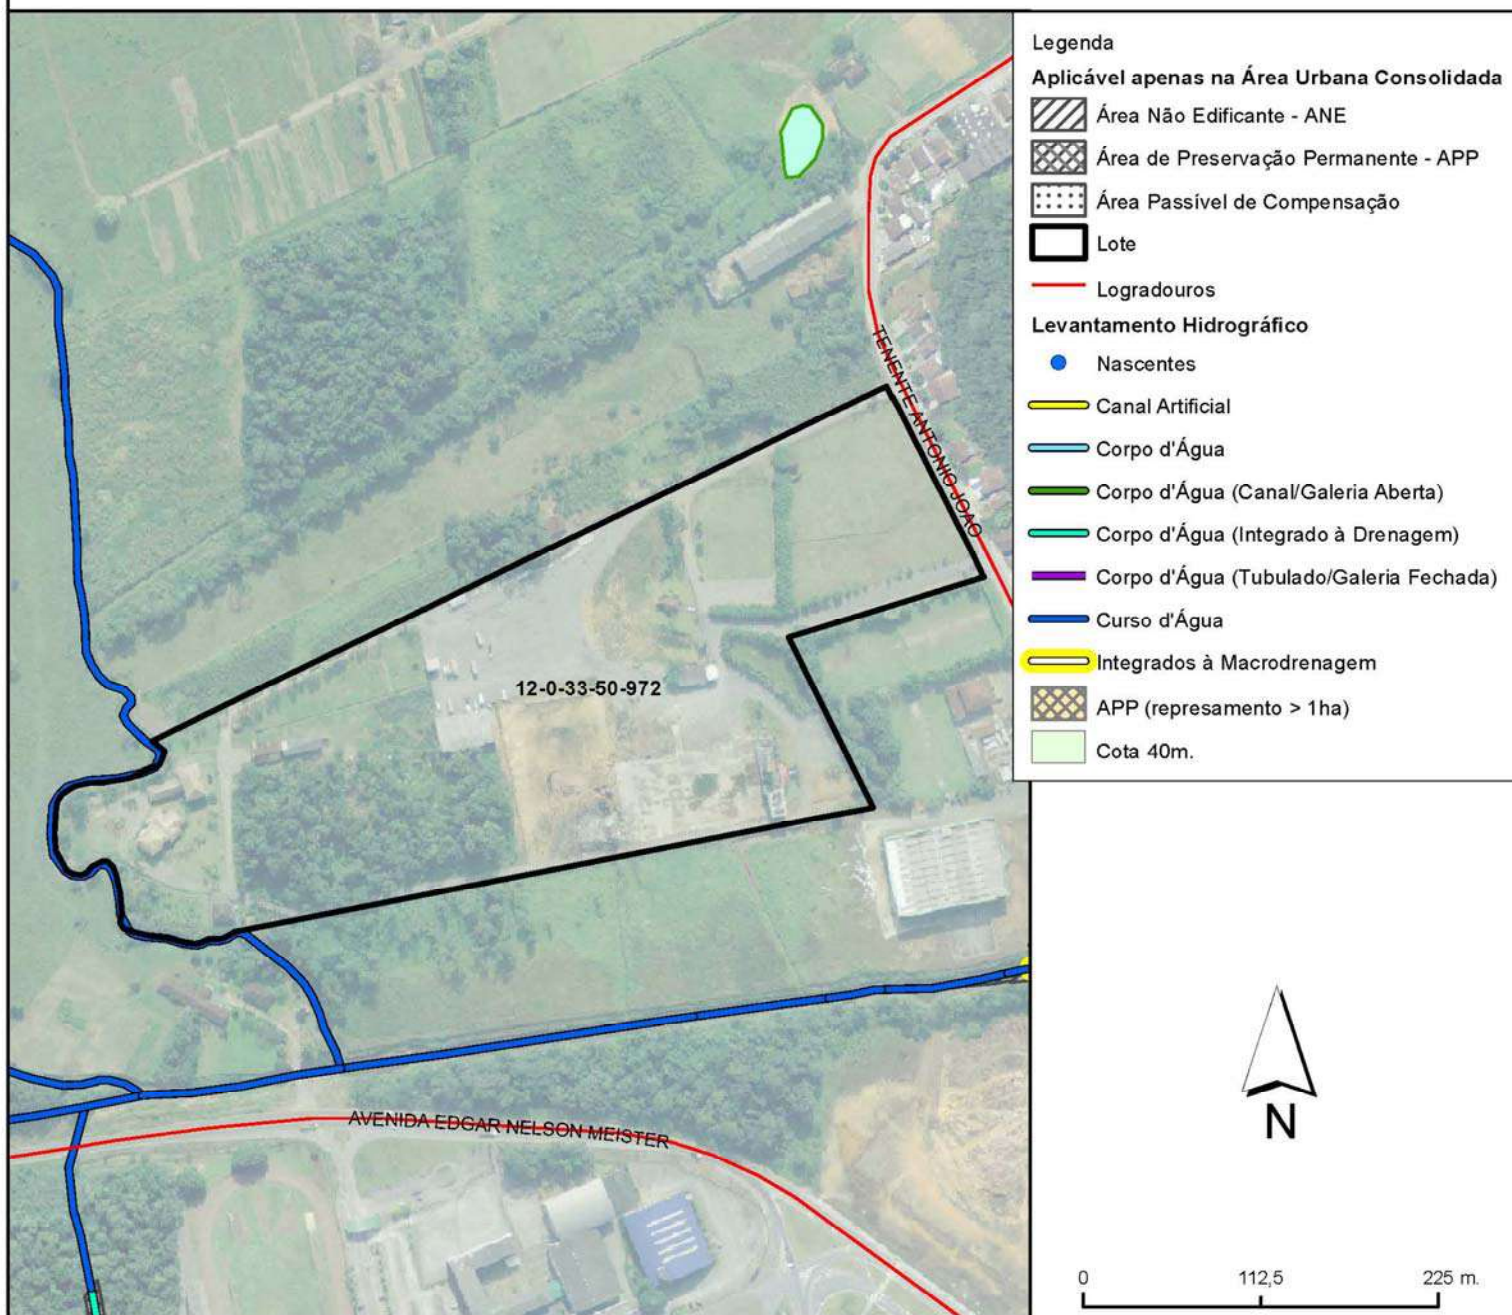 Legenda
Aplicável apenas na Área Urbana Consolidada
Área Não Edificante - ANE
Área de Preservação Permanente - APP
Área Passível de Compensação
Lote
Logradouros
Levantamento Hidrográfico
Nascentes
Canal Artificial
Corpo d'Água
Corpo d'Água (Canal/Galeria Aberta)
Corpo d'Água (Integrado à Drenagem)
Corpo d'Água (Tubulado/Galeria Fechada)
Curso d'Água
Integrados à Macrodrenagem
APP (represamento > 1ha)
Cota 40m.
TENENTE ANTONIO JOAO
12-0-33-50-972
AVENIDA EDGAR NELSON MEISTER
N
0 112,5 225 m.